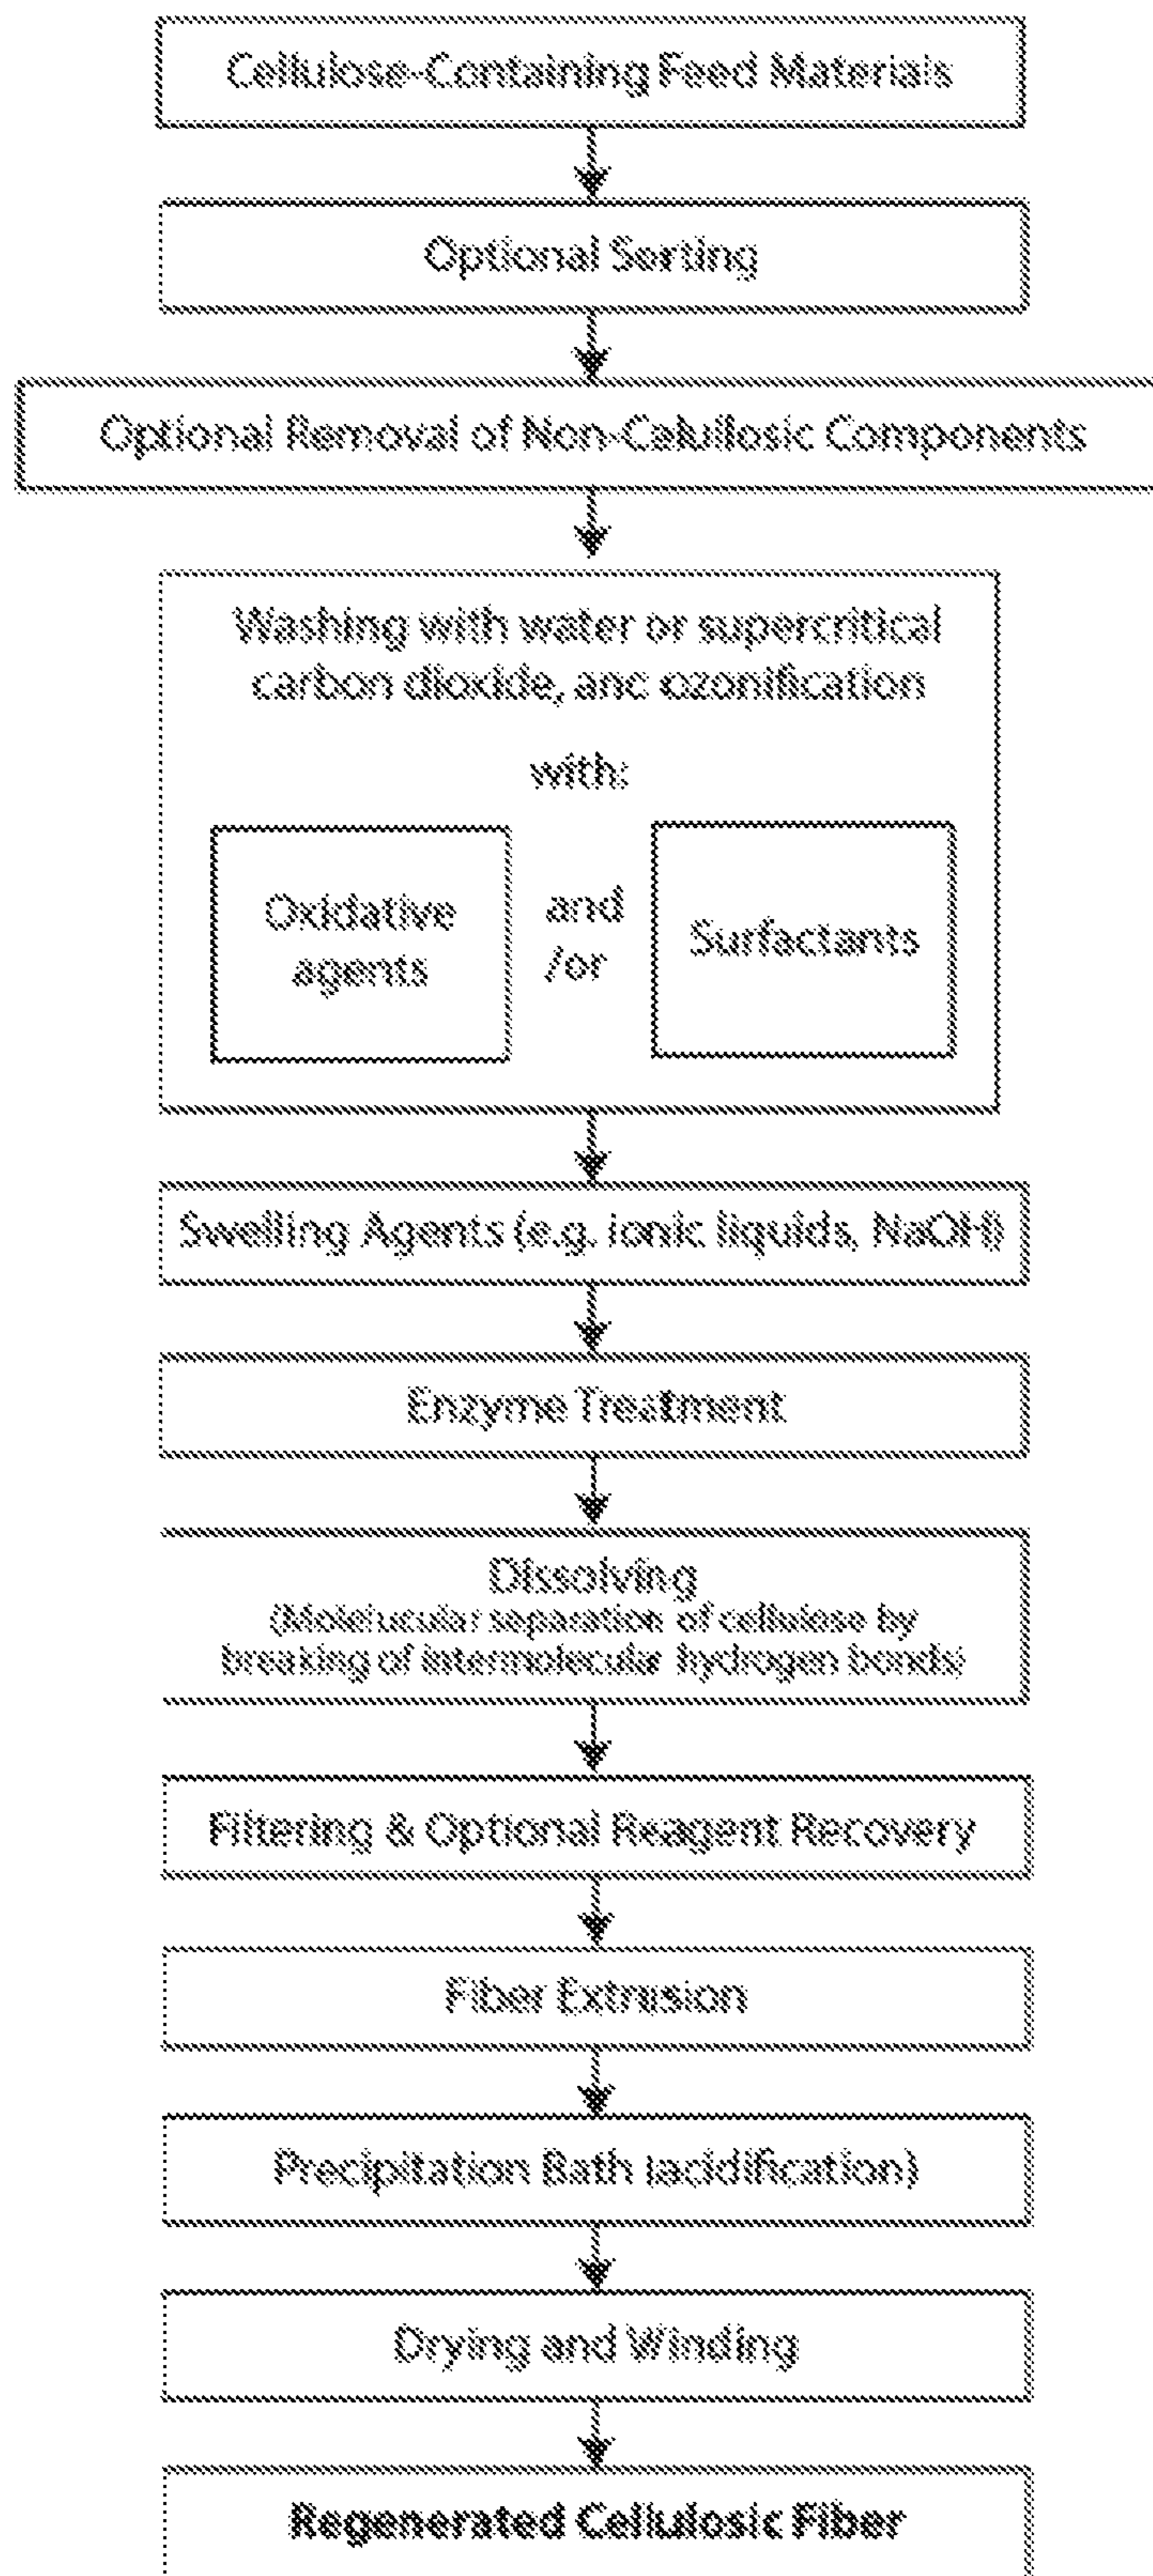 Cellulose-Containing Feed Materials
Optional Sorting
Optional Removal of Non-Celullosic Components
Washing with water or supercritical
carbon dioxide, and ozonification
with:
Oxidative
agents
and
/or
Surfactants
Swelling Agents (e.g. ionic liquids, NaOH)
Enzyme Treatment
Dissolving
(Molelucular separation of cellulose by
breaking of intermolecular hydrogen bonds)
Filtering & Optional Reagent Recovery
Fiber Extrusion
Precipitation Bath (acidification)
Drying and Winding
Regenerated Cellulosic Fiber